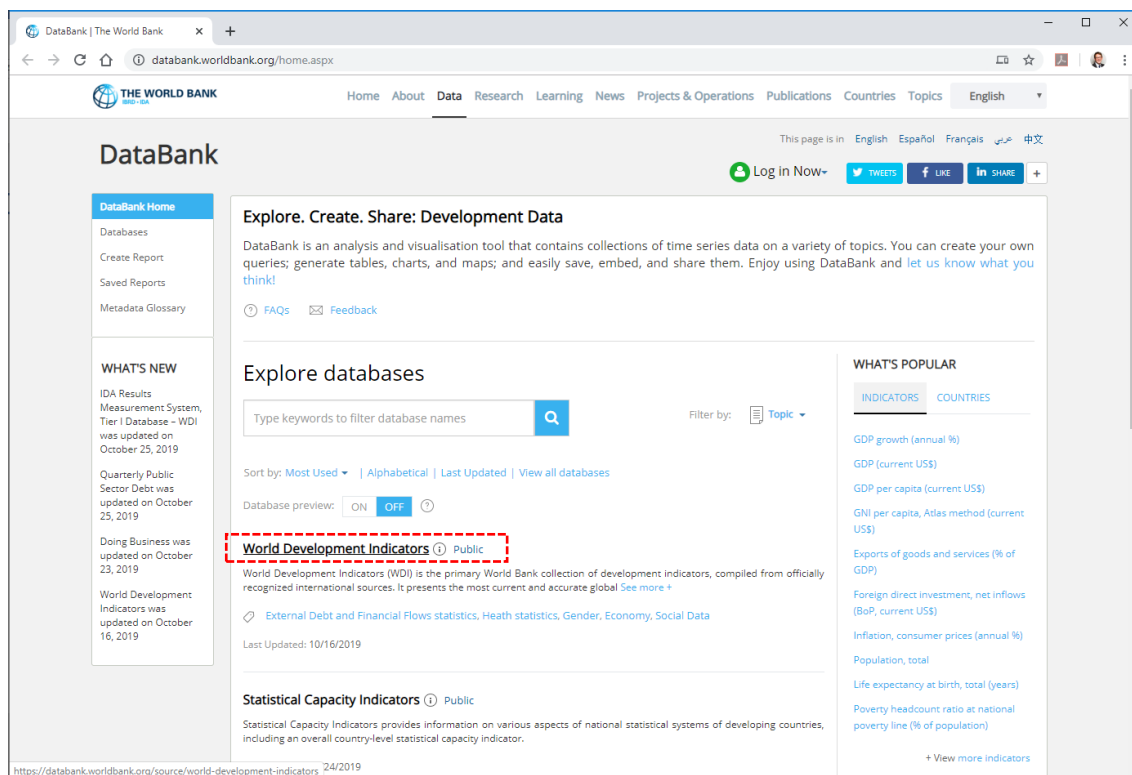 DataBank | The World Bank
databank.worldbank.org/home.aspx
THE WORLD BANK
IBRD • IDA
Home About Data Research Learning News Projects & Operations Publications Countries Topics English
This page is in English Español Français عربي 中文
DataBank
Log in Now
TWEETS LIKE in SHARE +
DataBank Home
Databases
Create Report
Saved Reports
Metadata Glossary
WHAT'S NEW
IDA Results
Measurement System,
Tier I Database – WDI
was updated on
October 25, 2019
Quarterly Public
Sector Debt was
updated on October
25, 2019
Doing Business was
updated on October
23, 2019
World Development
Indicators was
updated on October
16, 2019
Explore. Create. Share: Development Data
DataBank is an analysis and visualisation tool that contains collections of time series data on a variety of topics. You can create your own
queries; generate tables, charts, and maps; and easily save, embed, and share them. Enjoy using DataBank and let us know what you
think!
FAQs Feedback
Explore databases
Type keywords to filter database names
Filter by: Topic
Sort by: Most Used | Alphabetical | Last Updated | View all databases
Database preview: ON OFF
World Development Indicators Public
World Development Indicators (WDI) is the primary World Bank collection of development indicators, compiled from officially
recognized international sources. It presents the most current and accurate global See more +
External Debt and Financial Flows statistics, Heath statistics, Gender, Economy, Social Data
Last Updated: 10/16/2019
Statistical Capacity Indicators Public
Statistical Capacity Indicators provides information on various aspects of national statistical systems of developing countries,
including an overall country-level statistical capacity indicator.
24/2019
WHAT'S POPULAR
INDICATORS COUNTRIES
GDP growth (annual %)
GDP (current US$)
GDP per capita (current US$)
GNI per capita, Atlas method (current
US$)
Exports of goods and services (% of
GDP)
Foreign direct investment, net inflows
(BoP, current US$)
Inflation, consumer prices (annual %)
Population, total
Life expectancy at birth, total (years)
Poverty headcount ratio at national
poverty line (% of population)
+ View more indicators
https://databank.worldbank.org/source/world-development-indicators